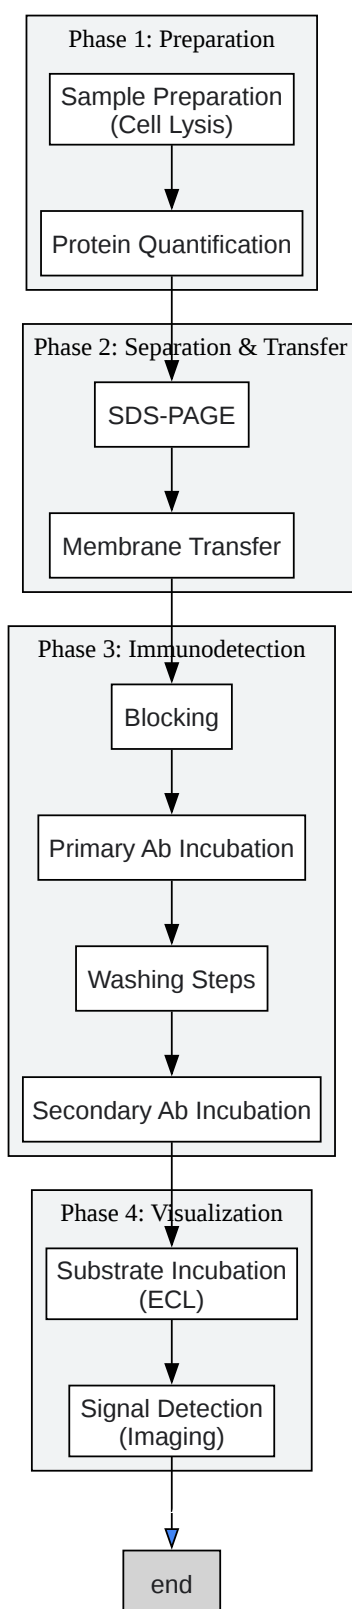 Phase 1: Preparation
Sample Preparation
(Cell Lysis)
Protein Quantification
Phase 2: Separation & Transfer
SDS-PAGE
Membrane Transfer
Phase 3: Immunodetection
Blocking
Primary Ab Incubation
Washing Steps
Secondary Ab Incubation
Phase 4: Visualization
Substrate Incubation
(ECL)
Signal Detection
(Imaging)
end